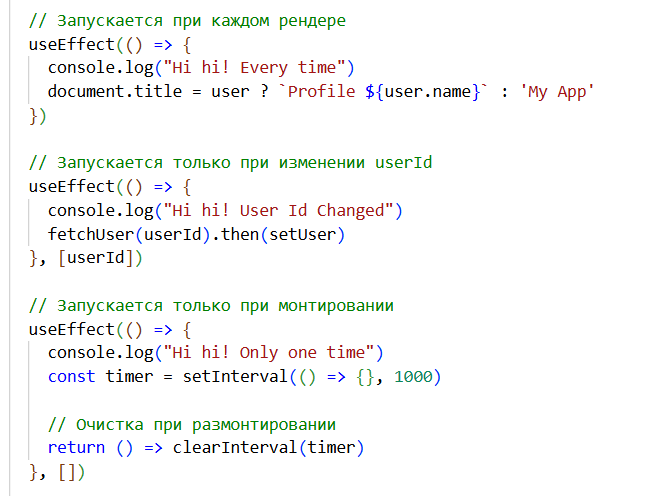 // Запускается при каждом рендере
useEffect(() => {
console.log("Hi hi! Every time")
document.title = user ? `Profile ${user.name}` : 'My App'
})
// Запускается только при изменении userId
useEffect(() => {
console.log("Hi hi! User Id Changed")
fetchUser(userId).then(setUser)
}, [userId])
// Запускается только при монтировании
useEffect(() => {
console.log("Hi hi! Only one time")
const timer = setInterval(() => {}, 1000)
// Очистка при размонтировании
return () => clearInterval(timer)
}, [])